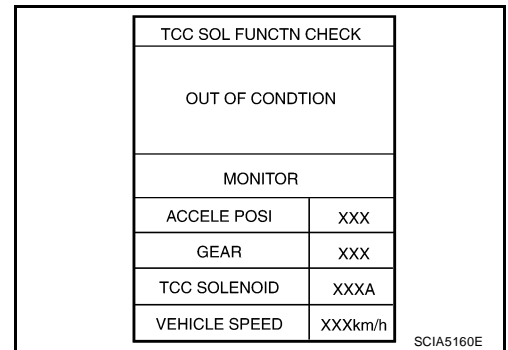 TCC SOL FUNCTN CHECK
OUT OF CONDTION
MONITOR
ACCELE POSI XXX
GEAR XXX
TCC SOLENOID XXXA
VEHICLE SPEED XXXkm/h
SCIA5160E